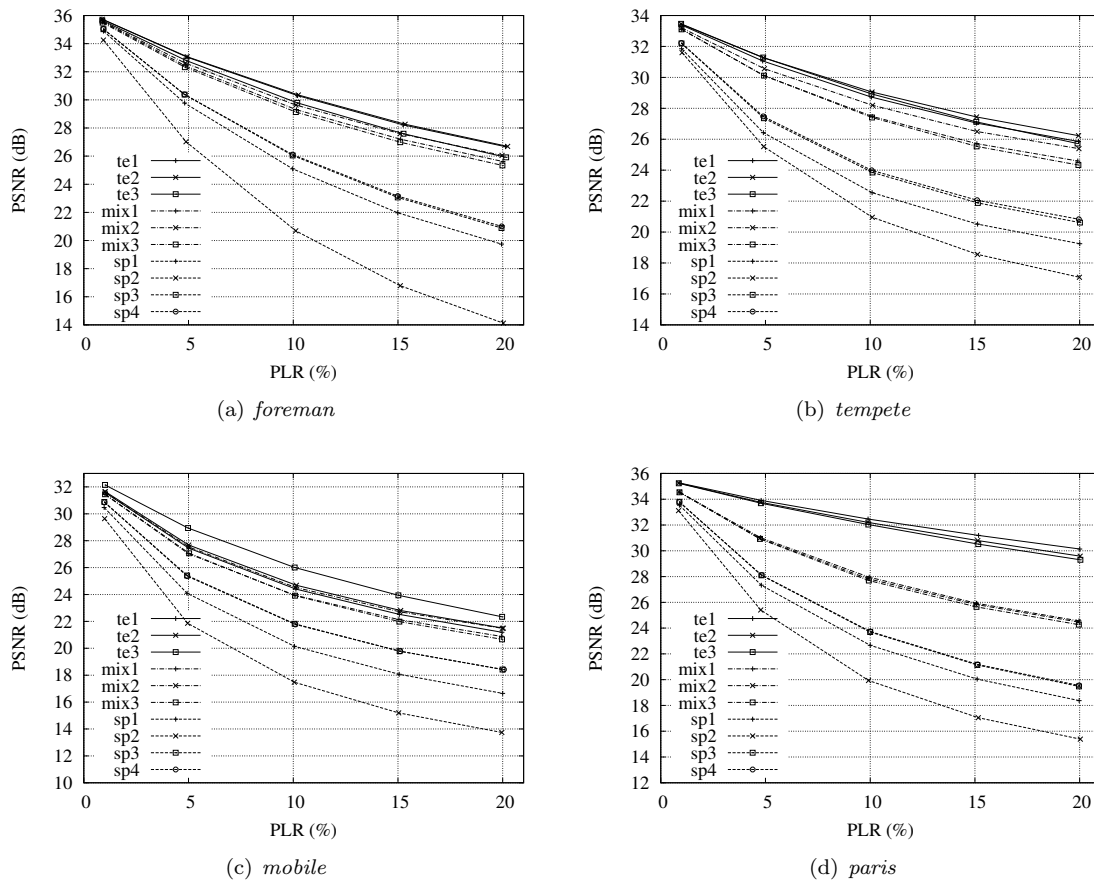 PSNR (dB)
36
34
32
30
28
26
24
22
20
18
16
14
te1
te2
te3
mix1
mix2
mix3
sp1
sp2
sp3
sp4
0 5 10 15 20
PLR (%)
(a) foreman
PSNR (dB)
34
32
30
28
26
24
22
20
18
16
14
te1
te2
te3
mix1
mix2
mix3
sp1
sp2
sp3
sp4
0 5 10 15 20
PLR (%)
(b) tempete
PSNR (dB)
32
30
28
26
24
22
20
18
16
14
12
10
te1
te2
te3
mix1
mix2
mix3
sp1
sp2
sp3
sp4
0 5 10 15 20
PLR (%)
(c) mobile
PSNR (dB)
36
34
32
30
28
26
24
22
20
18
16
14
12
te1
te2
te3
mix1
mix2
mix3
sp1
sp2
sp3
sp4
0 5 10 15 20
PLR (%)
(d) paris